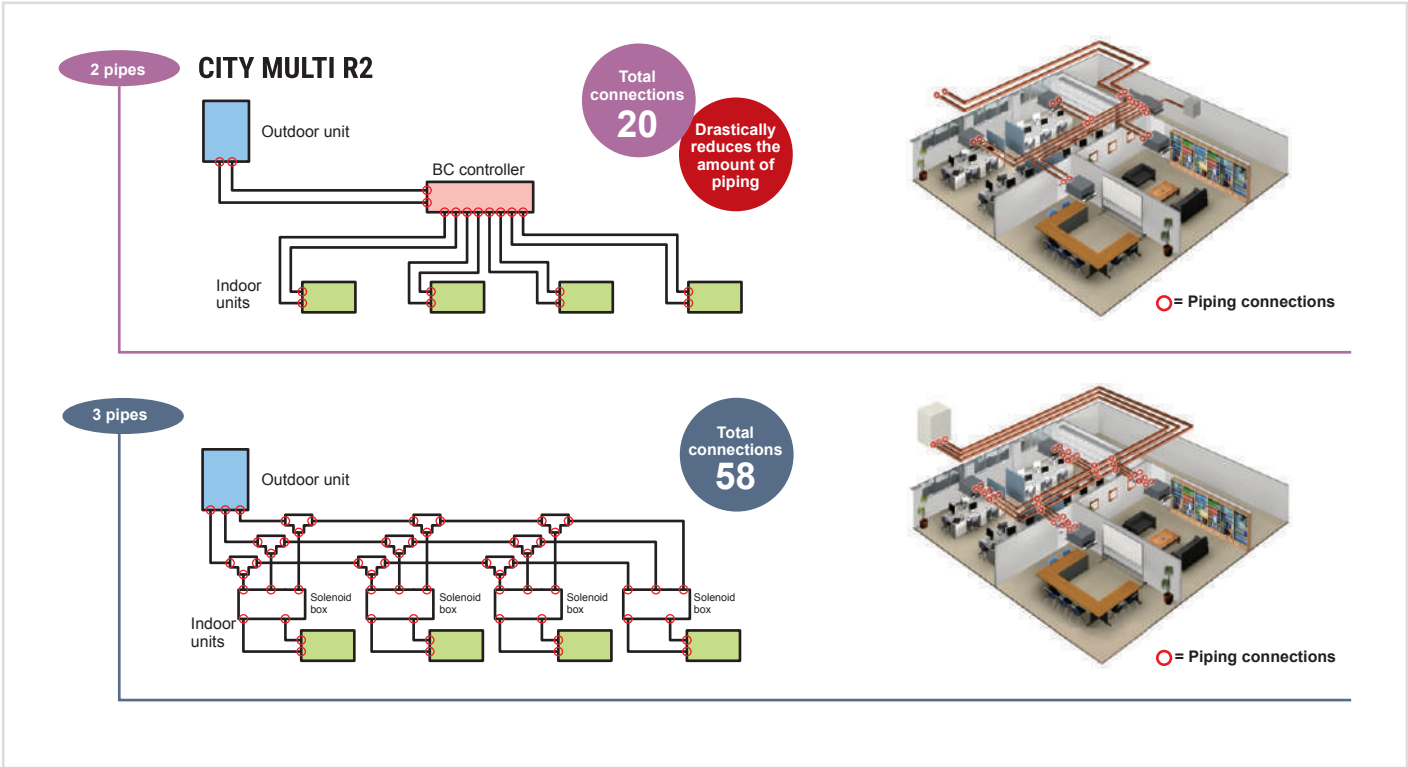 2 pipes
CITY MULTI R2
Total
connections
20
Drastically
reduces the
amount of
piping
Outdoor unit
BC controller
Indoor
units
= Piping connections
3 pipes
Total
connections
58
Outdoor unit
Solenoid
box
Solenoid
box
Solenoid
box
Solenoid
box
Indoor
units
= Piping connections